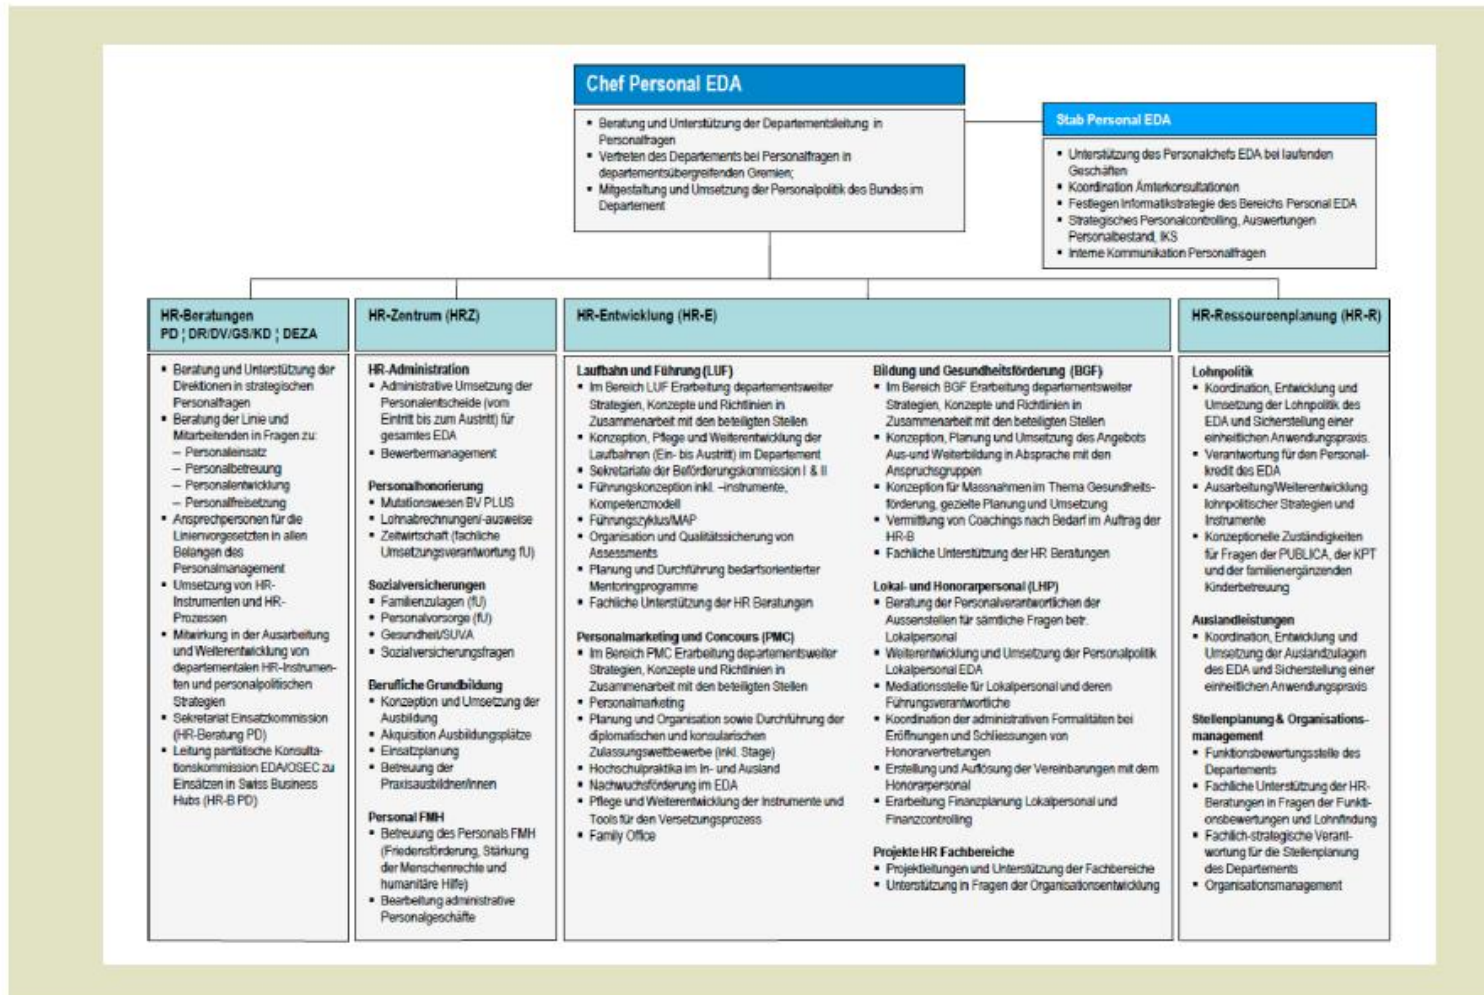 Chef Personal EDA
▪ Beratung und Unterstützung der Departementsleitung in
Personalfragen
▪ Vertreten des Departements bei Personalfragen in
departementsübergreifenden Gremien;
▪ Mitgestaltung und Umsetzung der Personalpolitik des Bundes im
Departement
Stab Personal EDA
▪ Unterstützung des Personalchefs EDA bei laufenden
Geschäften
▪ Koordination Ämterkonsultationen
▪ Festlegen Informatikstrategie des Bereichs Personal EDA
▪ Strategisches Personalcontrolling, Auswertungen
Personalbestand, IKS
▪ Interne Kommunikation Personalfragen
HR-Beratungen
PD ¦ DR/DV/GS/KD ¦ DEZA
▪ Beratung und Unterstützung der
Direktionen in strategischen
Personalfragen
▪ Beratung der Linie und
Mitarbeitenden in Fragen zu:
– Personaleinsatz
– Personalbetreuung
– Personalentwicklung
– Personalfreisetzung
▪ Ansprechpersonen für die
Linienvorgesetzten in allen
Belangen des
Personalmanagement
▪ Umsetzung von HR-
Instrumenten und HR-
Prozessen
▪ Mitwirkung in der Ausarbeitung
und Weiterentwicklung von
departementalen HR-Instrumen-
ten und personalpolitischen
Strategien
▪ Sekretariat Einsatzkommission
(HR-Beratung PD)
▪ Leitung paritätische Konsulta-
tionskommission EDA/OSEC zu
Einsätzen in Swiss Business
Hubs (HR-B PD)
HR-Zentrum (HRZ)
HR-Administration
▪ Administrative Umsetzung der
Personalentscheide (vom
Eintritt bis zum Austritt) für
gesamtes EDA
▪ Bewerbermanagement
Personalhonorierung
▪ Mutationswesen BV PLUS
▪ Lohnabrechnungen/-ausweise
▪ Zeitwirtschaft (fachliche
Umsetzungsverantwortung fU)
Sozialversicherungen
▪ Familienzulagen (fU)
▪ Personalvorsorge (fU)
▪ Gesundheit/SUVA
▪ Sozialversicherungsfragen
Berufliche Grundbildung
▪ Konzeption und Umsetzung der
Ausbildung
▪ Akquisition Ausbildungsplätze
▪ Einsatzplanung
▪ Betreuung der
Praxisausbildner/innen
Personal FMH
▪ Betreuung des Personals FMH
(Friedensförderung, Stärkung
der Menschenrechte und
humanitäre Hilfe)
▪ Bearbeitung administrative
Personalgeschäfte
HR-Entwicklung (HR-E)
Laufbahn und Führung (LUF)
▪ Im Bereich LUF Erarbeitung departementsweiter
Strategien, Konzepte und Richtlinien in
Zusammenarbeit mit den beteiligten Stellen
▪ Konzeption, Pflege und Weiterentwicklung der
Laufbahnen (Ein- bis Austritt) im Departement
▪ Sekretariate der Beförderungskommission I & II
▪ Führungskonzeption inkl. –instrumente,
Kompetenzmodell
▪ Führungszyklus/MAP
▪ Organisation und Qualitätssicherung von
Assessments
▪ Planung und Durchführung bedarfsorientierter
Mentoringprogramme
▪ Fachliche Unterstützung der HR Beratungen
Personalmarketing und Concours (PMC)
▪ Im Bereich PMC Erarbeitung departementsweiter
Strategien, Konzepte und Richtlinien in
Zusammenarbeit mit den beteiligten Stellen
▪ Personalmarketing
▪ Planung und Organisation sowie Durchführung der
diplomatischen und konsularischen
Zulassungswettbewerbe (inkl. Stage)
▪ Hochschulpraktika im In- und Ausland
▪ Nachwuchsförderung im EDA
▪ Pflege und Weiterentwicklung der Instrumente und
Tools für den Versetzungsprozess
▪ Family Office
Bildung und Gesundheitsförderung (BGF)
▪ Im Bereich BGF Erarbeitung departementsweiter
Strategien, Konzepte und Richtlinien in
Zusammenarbeit mit den beteiligten Stellen
▪ Konzeption, Planung und Umsetzung des Angebots
Aus-und Weiterbildung in Absprache mit den
Anspruchsgruppen
▪ Konzeption für Massnahmen im Thema Gesundheits-
förderung, gezielte Planung und Umsetzung
▪ Vermittlung von Coachings nach Bedarf im Auftrag der
HR-B
▪ Fachliche Unterstützung der HR Beratungen
Lokal- und Honorarpersonal (LHP)
▪ Beratung der Personalverantwortlichen der
Aussenstellen für sämtliche Fragen betr.
Lokalpersonal
▪ Weiterentwicklung und Umsetzung der Personalpolitik
Lokalpersonal EDA
▪ Mediationsstelle für Lokalpersonal und deren
Führungsverantwortliche
▪ Koordination der administrativen Formalitäten bei
Eröffnungen und Schliessungen von
Honorarvertretungen
▪ Erstellung und Auflösung der Vereinbarungen mit dem
Honorarpersonal
▪ Erarbeitung Finanzplanung Lokalpersonal und
Finanzcontrolling
Projekte HR Fachbereiche
▪ Projektleitungen und Unterstützung der Fachbereiche
▪ Unterstützung in Fragen der Organisationsentwicklung
HR-Ressourcenplanung (HR-R)
Lohnpolitik
▪ Koordination, Entwicklung und
Umsetzung der Lohnpolitik des
EDA und Sicherstellung einer
einheitlichen Anwendungspraxis.
▪ Verantwortung für den Personal-
kredit des EDA
▪ Ausarbeitung/Weiterentwicklung
lohnpolitischer Strategien und
Instrumente
▪ Konzeptionelle Zuständigkeiten
für Fragen der PUBLICA, der KPT
und der familienergänzenden
Kinderbetreuung
Auslandleistungen
▪ Koordination, Entwicklung und
Umsetzung der Auslandzulagen
des EDA und Sicherstellung einer
einheitlichen Anwendungspraxis
Stellenplanung & Organisations-
management
▪ Funktionsbewertungsstelle des
Departements
▪ Fachliche Unterstützung der HR-
Beratungen in Fragen der Funkti-
onsbewertungen und Lohnfindung
▪ Fachlich-strategische Verant-
wortung für die Stellenplanung
des Departements
▪ Organisationsmanagement